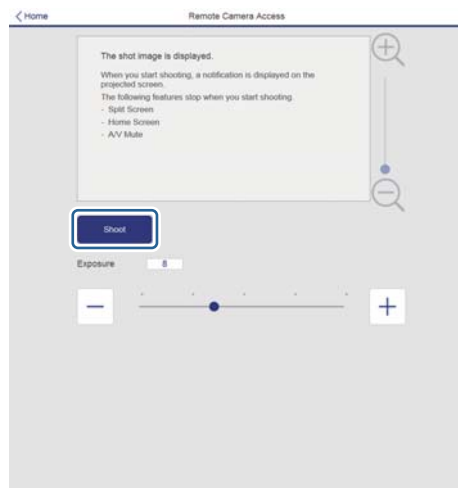 < Home
Remote Camera Access
The shot image is displayed.
When you start shooting, a notification is displayed on the
projected screen.
The following features stop when you start shooting.
- Split Screen
- Home Screen
- A/V Mute
Shoot
Exposure
8